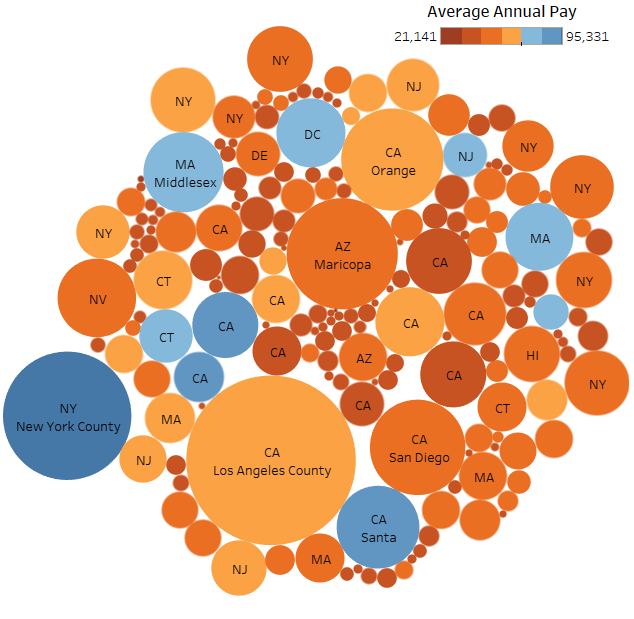 Average Annual Pay
21,141
95,331
NY
NY
NJ
NY
DC
DE
CA
Orange
NJ
NY
MA
Middlesex
NY
NY
CA
MA
AZ
Maricopa
CA
CT
NY
NV
CA
CA
CA
CA
CT
CA
AZ
HI
CA
CA
NY
NY
New York County
MA
CA
CT
CA
San Diego
NJ
CA
Los Angeles County
MA
CA
Santa
MA
NJ